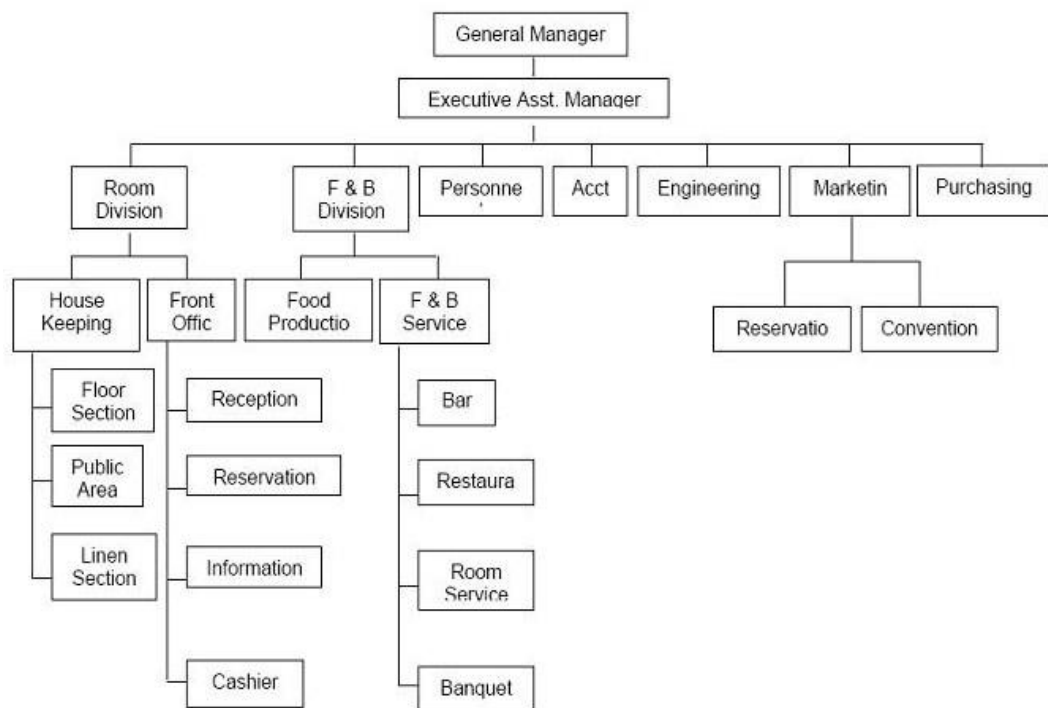 General Manager
Executive Asst. Manager
Room
Division
F & B
Division
Personne
Acct
Engineering
Marketin
Purchasing
House
Keeping
Front
Offic
Food
Productio
F & B
Service
Reservatio
Convention
Floor
Section
Reception
Bar
Public
Area
Reservation
Restaura
Linen
Section
Information
Room
Service
Cashier
Banquet